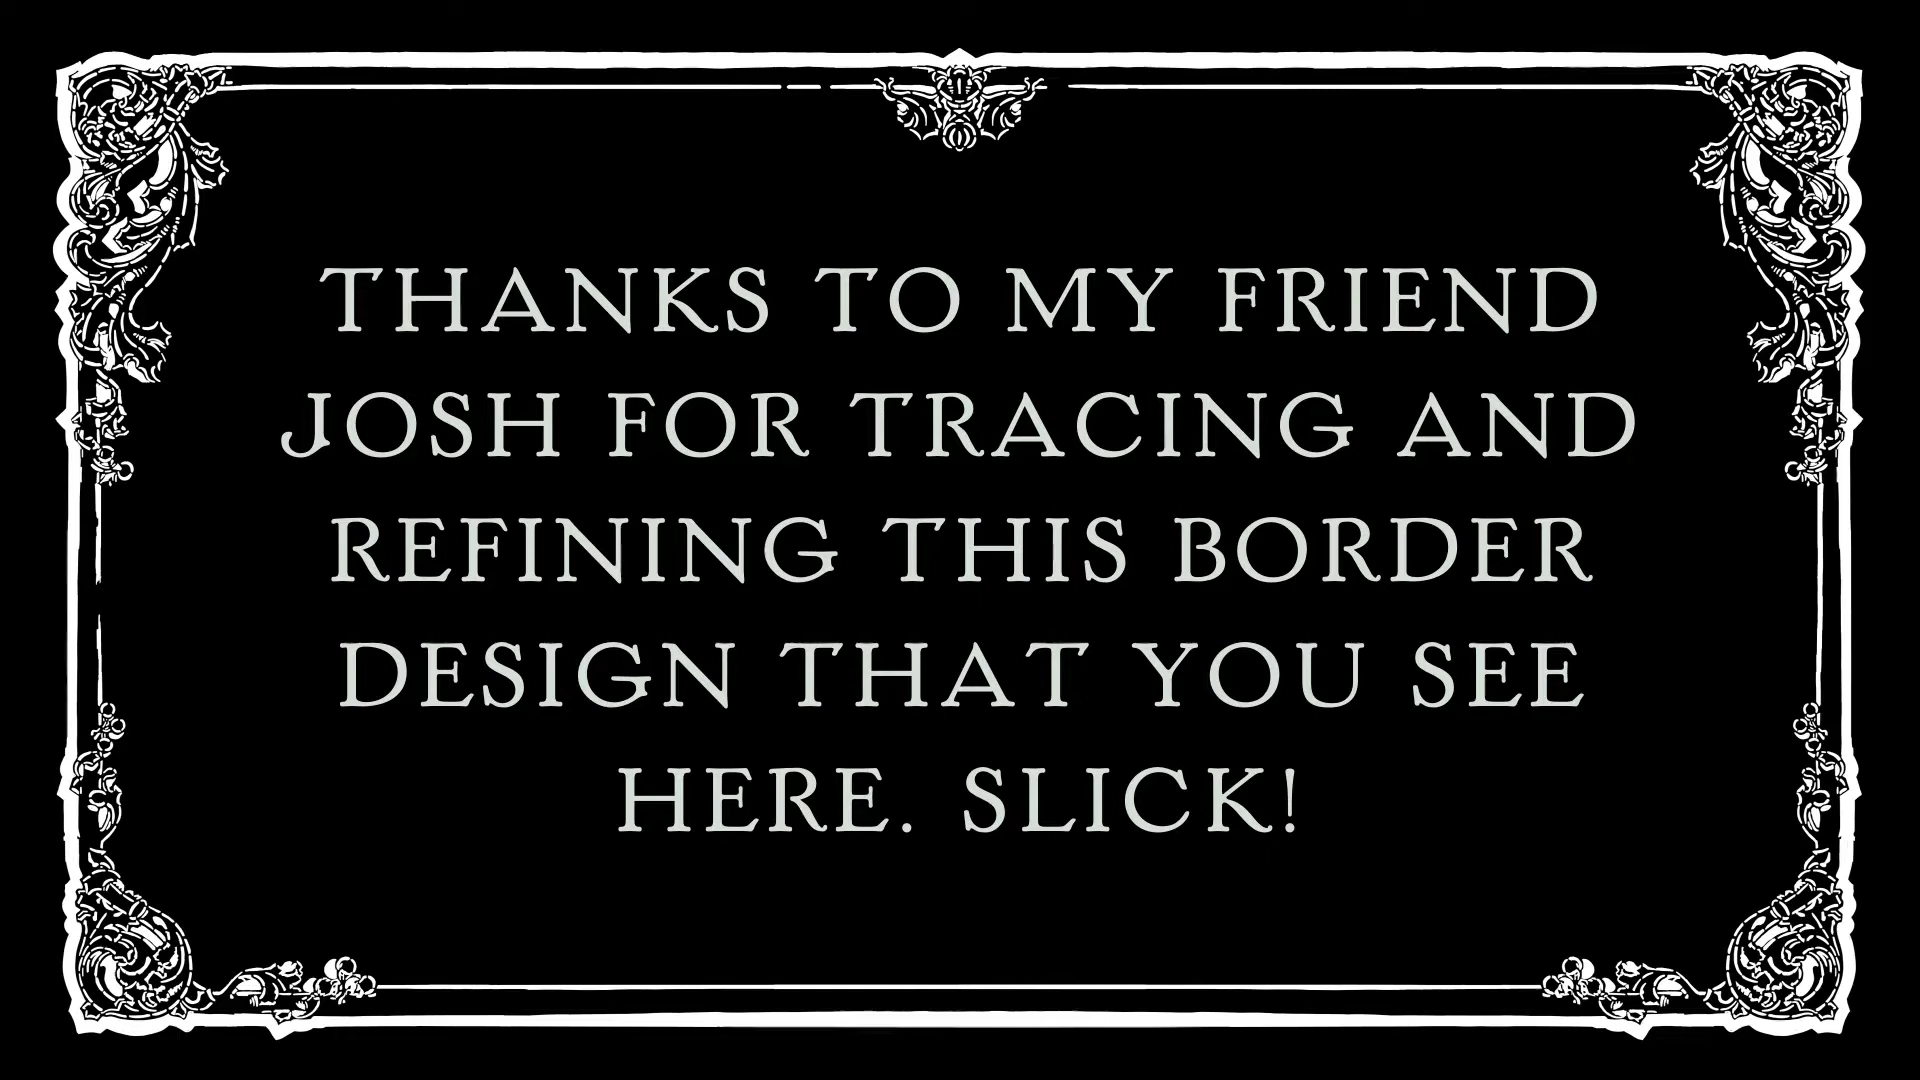 THANKS TO MY FRIEND
JOSH FOR TRACING AND
REFINING THIS BORDER
DESIGN THAT YOU SEE
HERE. SLICK!